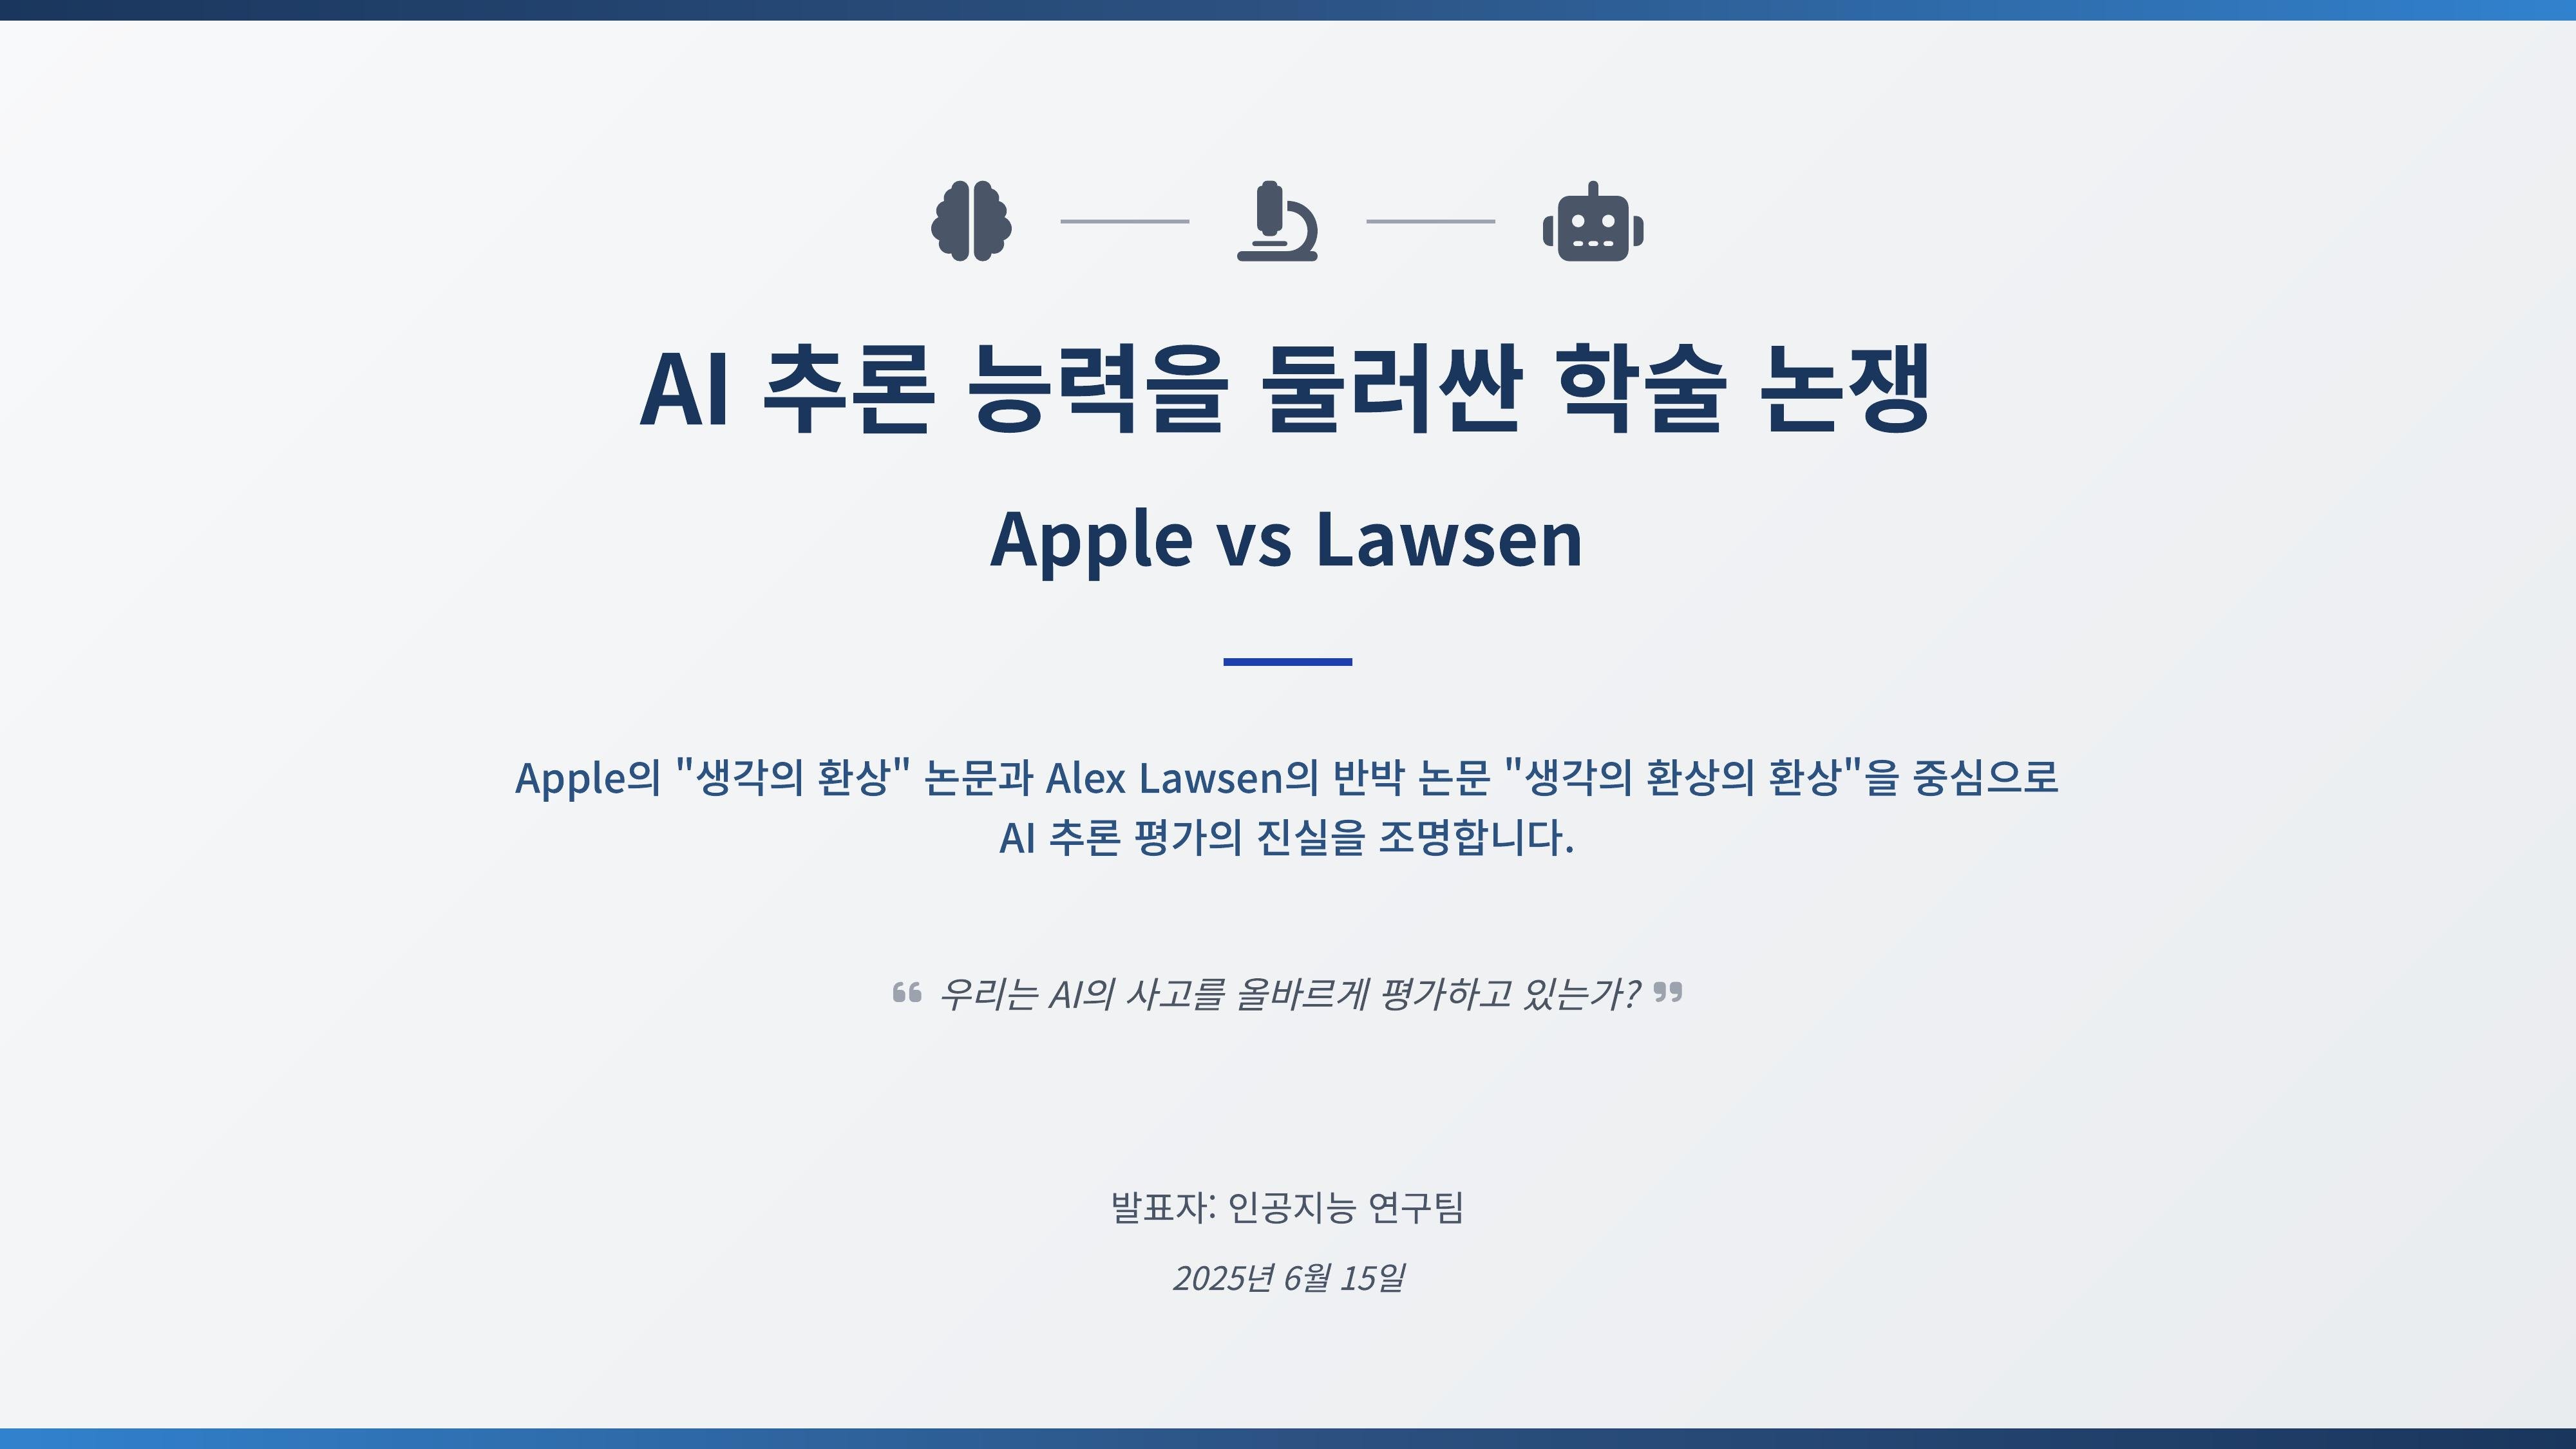 AI 추론 능력을 둘러싼 학술 논쟁
Apple vs Lawsen
Apple의 "생각의 환상" 논문과 Alex Lawsen의 반박 논문 "생각의 환상의 환상"을 중심으로
AI 추론 평가의 진실을 조명합니다.
❝ 우리는 AI의 사고를 올바르게 평가하고 있는가? ❞
발표자: 인공지능 연구팀
2025년 6월 15일